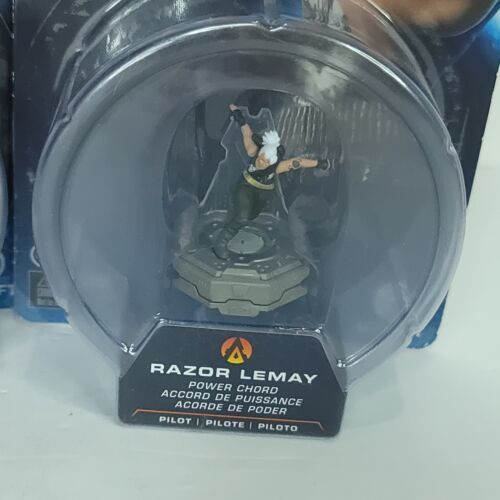 RAZOR LEMAY
POWER CHORD
ACCORD DE PUISSANCE
ACORDE DE PODER
PILOT | PILOTE | PILOTO